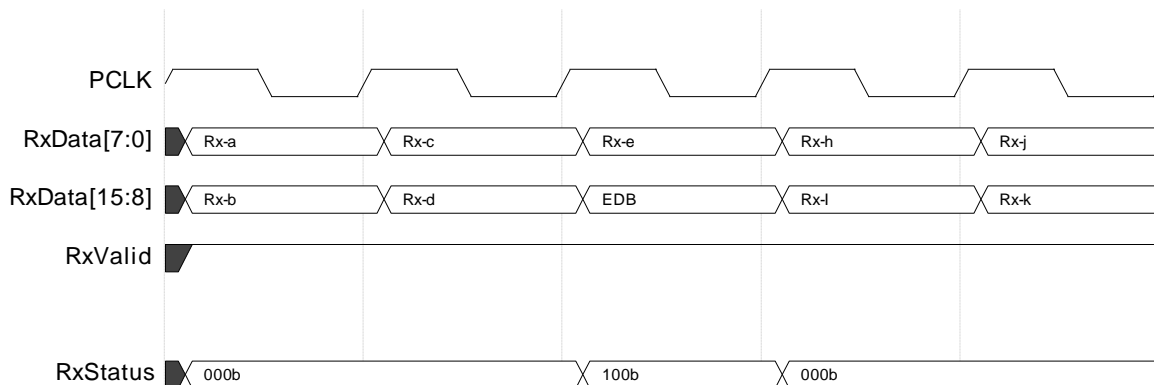 PCLK
RxData[7:0] Rx-a Rx-c Rx-e Rx-h Rx-j
RxData[15:8] Rx-b Rx-d EDB Rx-I Rx-k
RxValid
RxStatus 000b 100b 000b